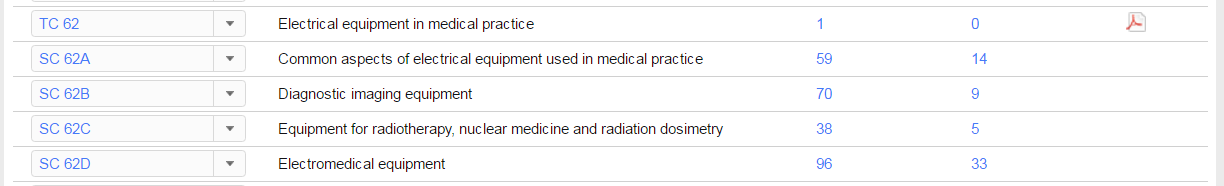 TC 62 Electrical equipment in medical practice 1 0
SC 62A Common aspects of electrical equipment used in medical practice 59 14
SC 62B Diagnostic imaging equipment 70 9
SC 62C Equipment for radiotherapy, nuclear medicine and radiation dosimetry 38 5
SC 62D Electromedical equipment 96 33